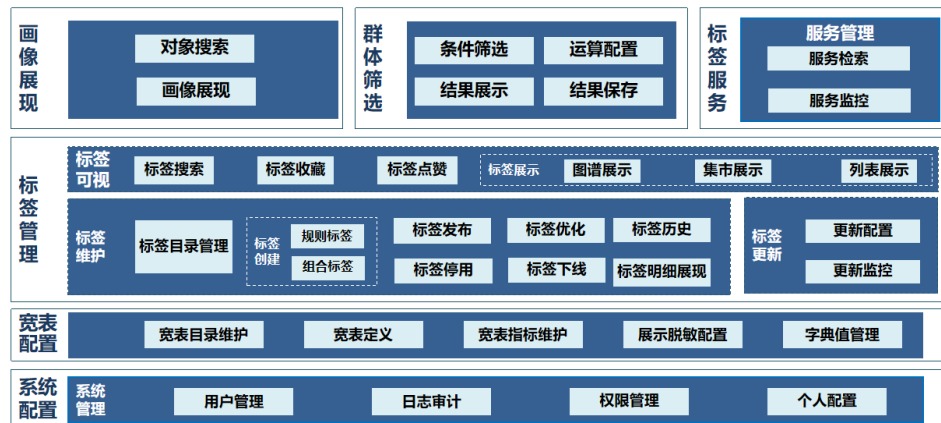 画像展现
对象搜索
画像展现
群体筛选
条件筛选
运算配置
结果展示
结果保存
标签服务
服务管理
服务检索
服务监控
标签管理
标签可视
标签搜索
标签收藏
标签点赞
标签展示
图谱展示
集市展示
列表展示
标签维护
标签目录管理
标签创建
规则标签
组合标签
标签发布
标签优化
标签历史
标签停用
标签下线
标签明细展现
标签更新
更新配置
更新监控
宽表配置
宽表目录维护
宽表定义
宽表指标维护
展示脱敏配置
字典值管理
系统配置
系统管理
用户管理
日志审计
权限管理
个人配置